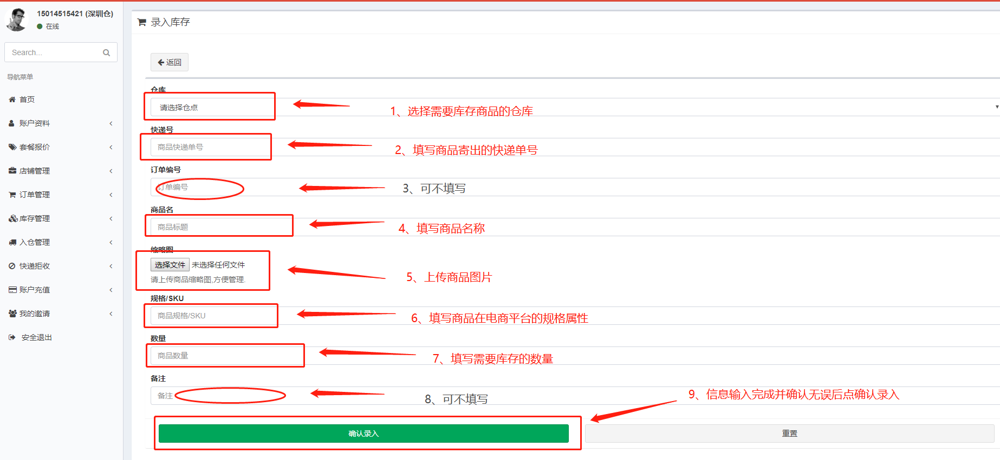 15014515421 (深圳仓)
在线
Search...
导航菜单
首页
账户资料
套餐报价
店铺管理
订单管理
库存管理
入仓管理
快递拒收
账户充值
我的邀请
安全退出
录入库存
返回
仓库
请选择仓点
1、选择需要库存商品的仓库
快递号
商品快递单号
2、填写商品寄出的快递单号
订单编号
订单编号
3、可不填写
商品名
商品标题
4、填写商品名称
缩略图
选择文件 未选择任何文件
请上传商品缩略图,方便管理.
5、上传商品图片
规格/SKU
商品规格/SKU
6、填写商品在电商平台的规格属性
数量
商品数量
7、填写需要库存的数量
备注
备注
8、可不填写
9、信息输入完成并确认无误后点确认录入
确认录入
重置